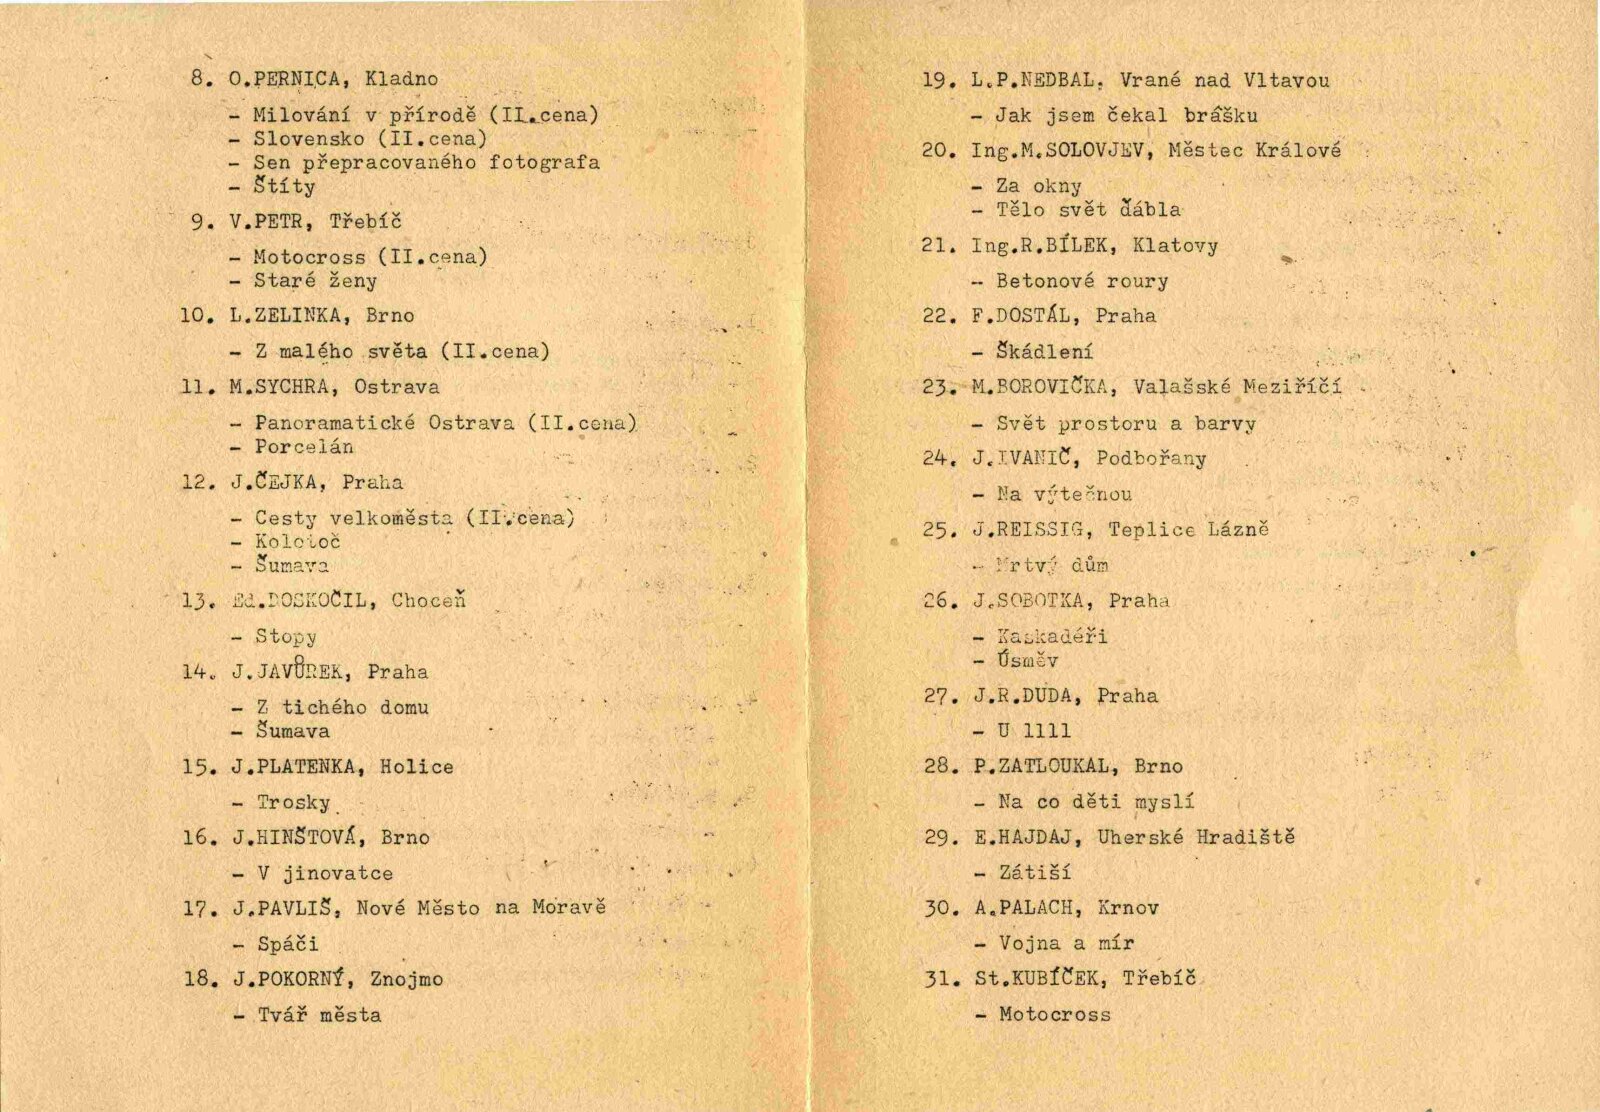 8. O.PERNICA, Kladno
- Milování v přírodě (II.cena)
- Slovensko (II.cena)
- Sen přepracovaného fotografa
- Štíty
9. V.PETR, Třebíč
- Motocross (II.cena)
- Staré ženy
10. L.ZELINKA, Brno
- Z malého světa (II.cena)
11. M.SYCHRA, Ostrava
- Panoramatické Ostrava (II.cena)
- Porcelán
12. J.ČEJKA, Praha
- Cesty velkoměsta (II.cena)
- Kolotoč
- Šumava
13. Ed.DOSKOČIL, Choceň
- Stopy
14. J.JAVŮREK, Praha
- Z tichého domu
- Šumava
15. J.PLATENKA, Holice
- Trosky
16. J.HINŠTOVÁ, Brno
- V jinovatce
17. J.PAVLIŠ, Nové Město na Moravě
- Spáči
18. J.POKORNÝ, Znojmo
- Tvář města
19. L.P.NEDBAL, Vrané nad Vltavou
- Jak jsem čekal brášku
20. Ing.M.SOLOVJEV, Městec Králové
- Za okny
- Tělo svět ďábla
21. Ing.R.BÍLEK, Klatovy
- Betonové roury
22. F.DOSTÁL, Praha
- Škádlení
23. M.BOROVIČKA, Valašské Meziříčí
- Svět prostoru a barvy
24. J.IVANIČ, Podbořany
- Na výtečnou
25. J.REISSIG, Teplice Lázně
- Mrtvý dům
26. J.SOBOTKA, Praha
- Kaskadéři
- Úsměv
27. J.R.DUDA, Praha
- U 1111
28. P.ZATLOUKAL, Brno
- Na co děti myslí
29. E.HAJDAJ, Uherské Hradiště
- Zátiší
30. A.PALACH, Krnov
- Vojna a mír
31. St.KUBÍČEK, Třebíč
- Motocross